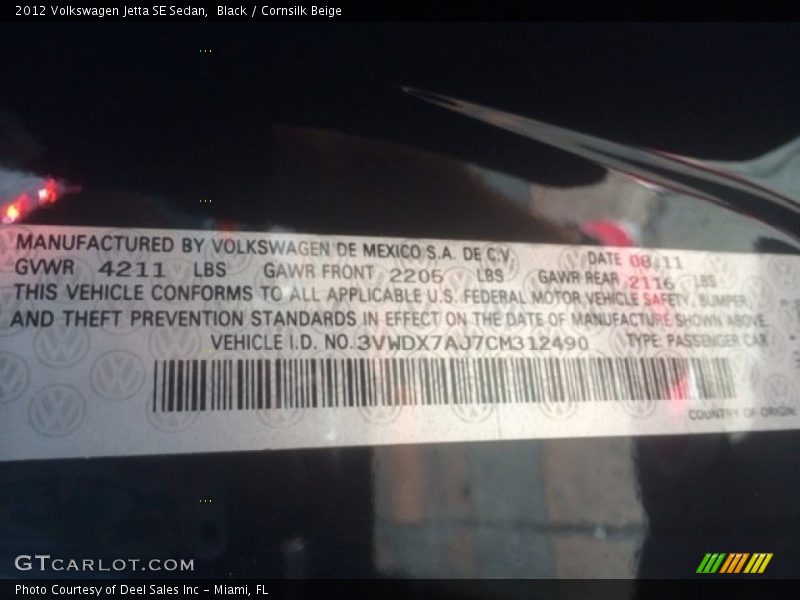 2012 Volkswagen Jetta SE Sedan,  Black / Cornsilk Beige
MANUFACTURED BY VOLKSWAGEN DE MEXICO S.A. DE C.V. DATE 08.11
GVWR 4211 LBS GAWR FRONT 2205 LBS GAWR REAR 2116 LBS
THIS VEHICLE CONFORMS TO ALL APPLICABLE U.S. FEDERAL MOTOR VEHICLE SAFETY, BUMPER,
AND THEFT PREVENTION STANDARDS IN EFFECT ON THE DATE OF MANUFACTURE SHOWN ABOVE.
VEHICLE I.D. NO.3VWDX7AJ7CM312490 TYPE: PASSENGER CAR
COUNTRY OF ORIGIN
GTCARLOT.COM
Photo Courtesy of Deel Sales Inc - Miami, FL